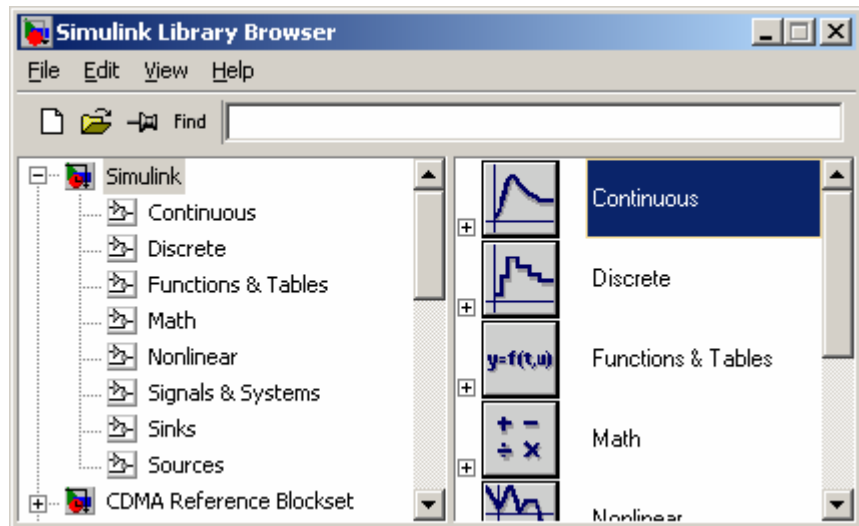 Simulink Library Browser
File Edit View Help
Find
Simulink
Continuous
Discrete
Functions & Tables
Math
Nonlinear
Signals & Systems
Sinks
Sources
CDMA Reference Blockset
Continuous
Discrete
y=f(t,u)
Functions & Tables
+ −
÷ ×
Math
Nonlinear